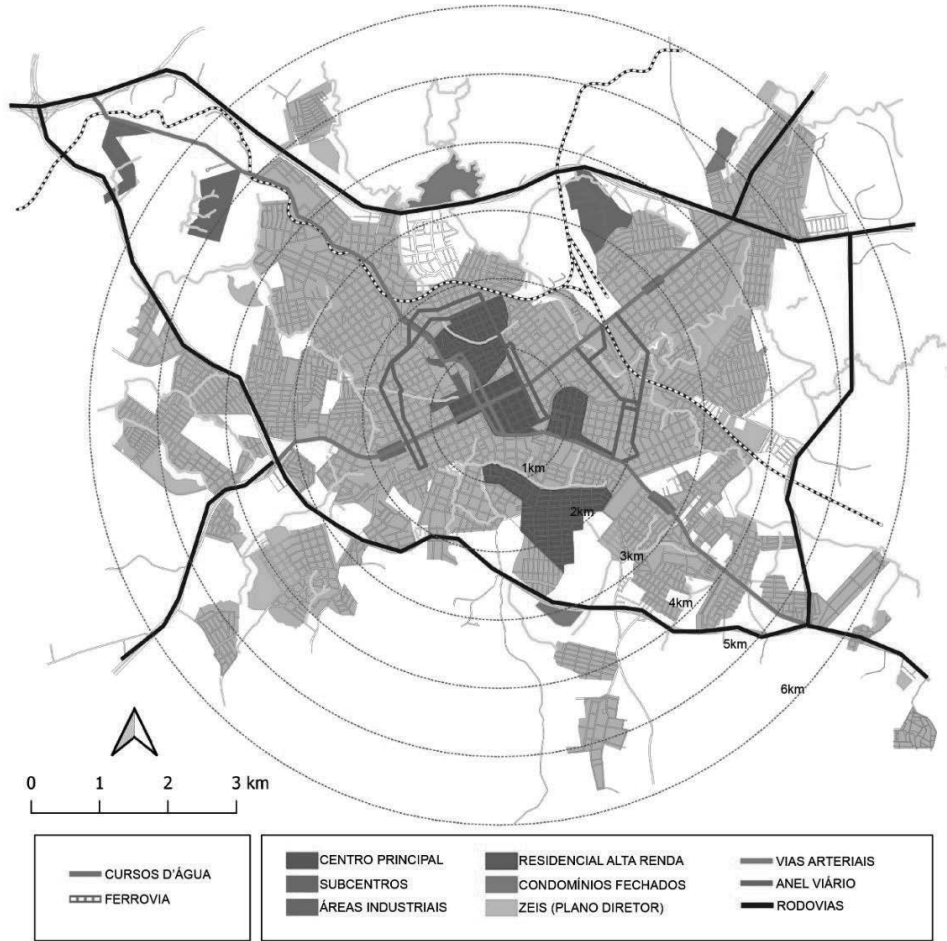 1km
2km
3km
4km
5km
6km
0 1 2 3 km
CURSOS D'ÁGUA
FERROVIA
CENTRO PRINCIPAL
SUBCENTROS
ÁREAS INDUSTRIAIS
RESIDENCIAL ALTA RENDA
CONDOMÍNIOS FECHADOS
ZEIS (PLANO DIRETOR)
VIAS ARTERIAIS
ANEL VIÁRIO
RODOVIAS